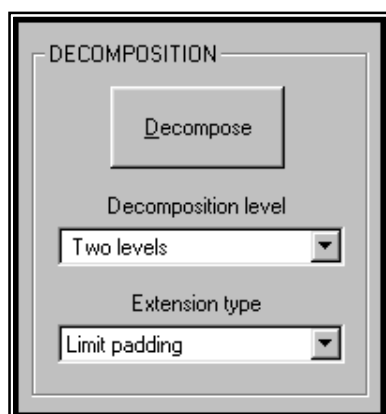 DECOMPOSITION
Decompose
Decomposition level
Two levels
Extension type
Limit padding